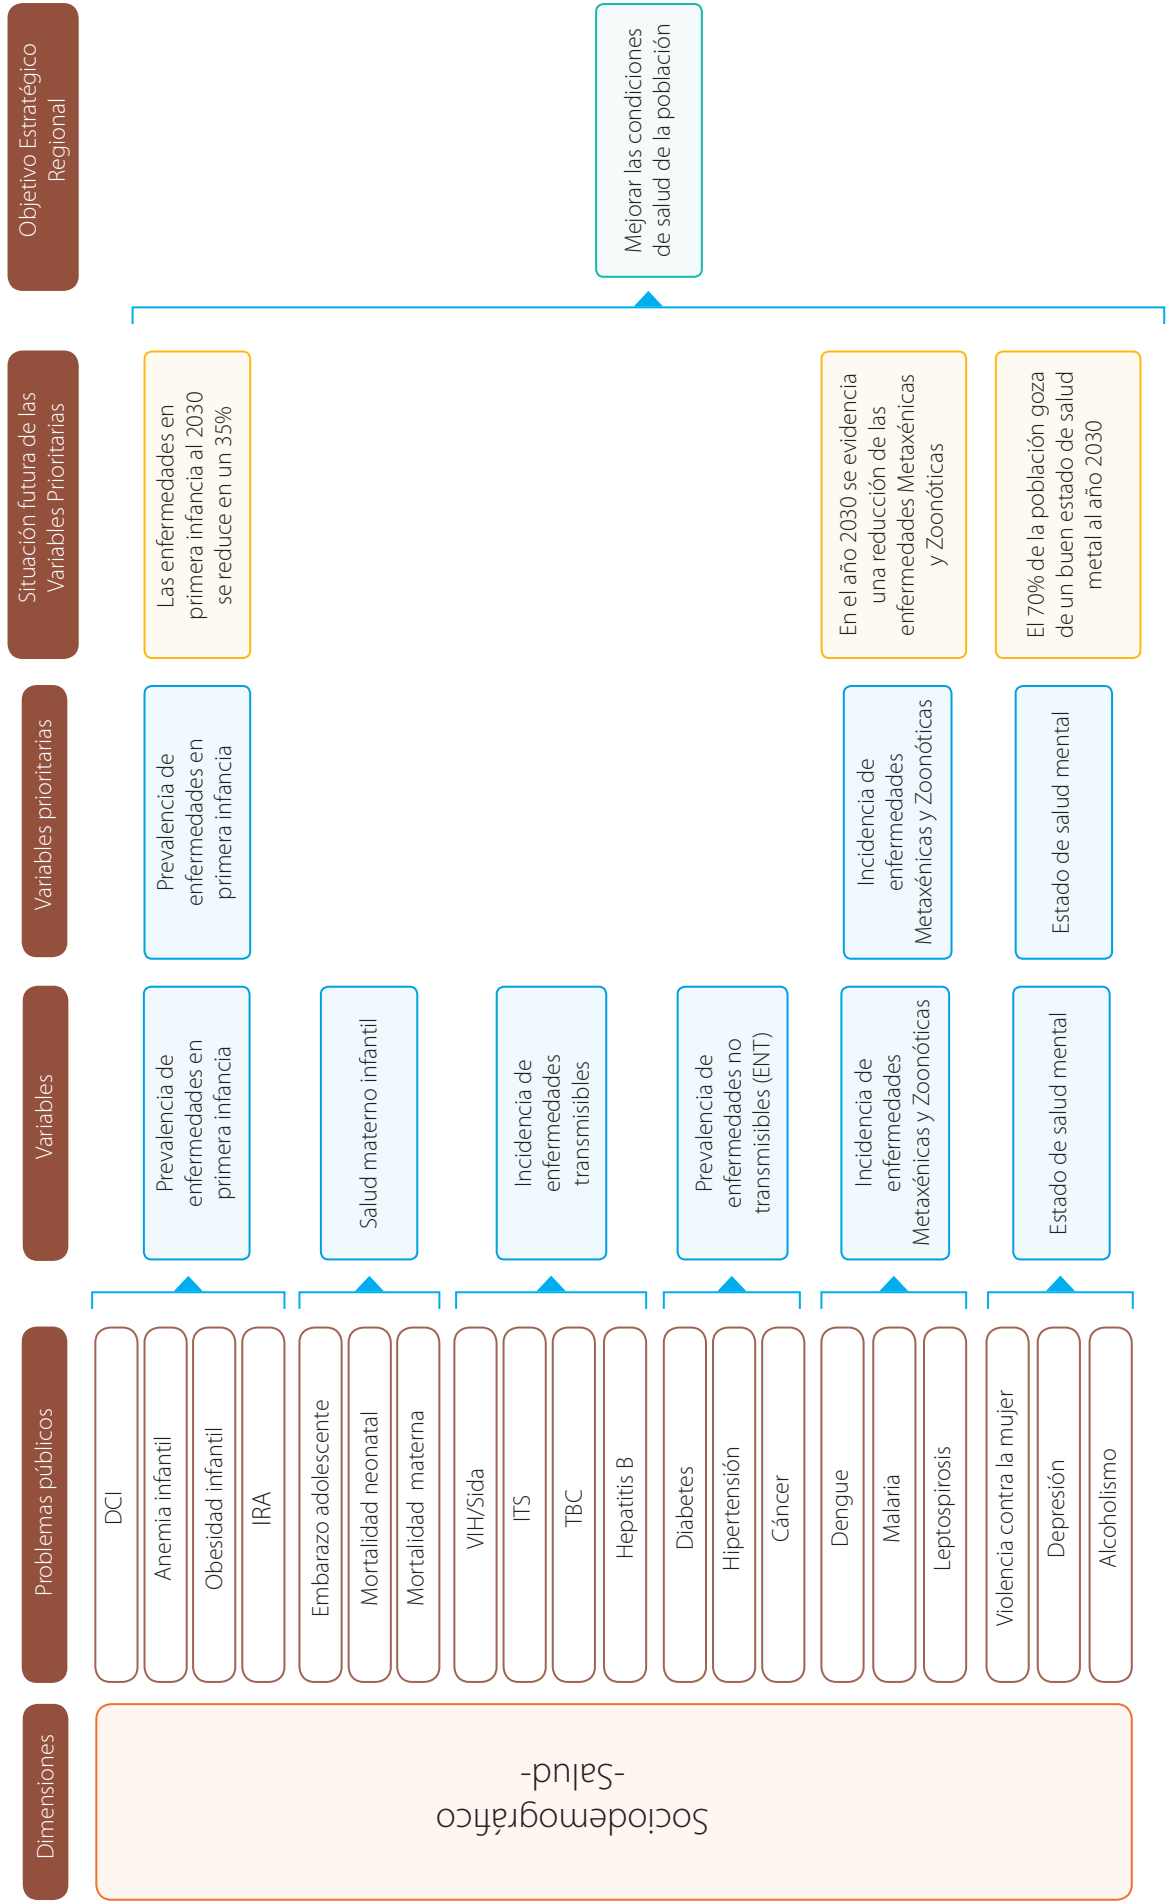 Dimensiones
Problemas públicos
Variables
Variables prioritarias
Situación futura de las
Variables Prioritarias
Objetivo Estratégico
Regional
Sociodemográfico
-Salud-
DCI
Anemia infantil
Obesidad infantil
IRA
Prevalencia de
enfermedades en
primera infancia
Prevalencia de
enfermedades en
primera infancia
Las enfermedades en
primera infancia al 2030
se reduce en un 35%
Embarazo adolescente
Mortalidad neonatal
Mortalidad materna
Salud materno infantil
VIH/Sida
ITS
TBC
Hepatitis B
Incidencia de
enfermedades
transmisibles
Diabetes
Hipertensión
Cáncer
Prevalencia de
enfermedades no
transmisibles (ENT)
Dengue
Malaria
Leptospirosis
Incidencia de
enfermedades
Metaxénicas y Zoonóticas
Incidencia de
enfermedades
Metaxénicas y Zoonóticas
En el año 2030 se evidencia
una reducción de las
enfermedades Metaxénicas
y Zoonóticas
Violencia contra la mujer
Depresión
Alcoholismo
Estado de salud mental
Estado de salud mental
El 70% de la población goza
de un buen estado de salud
metal al año 2030
Mejorar las condiciones
de salud de la población